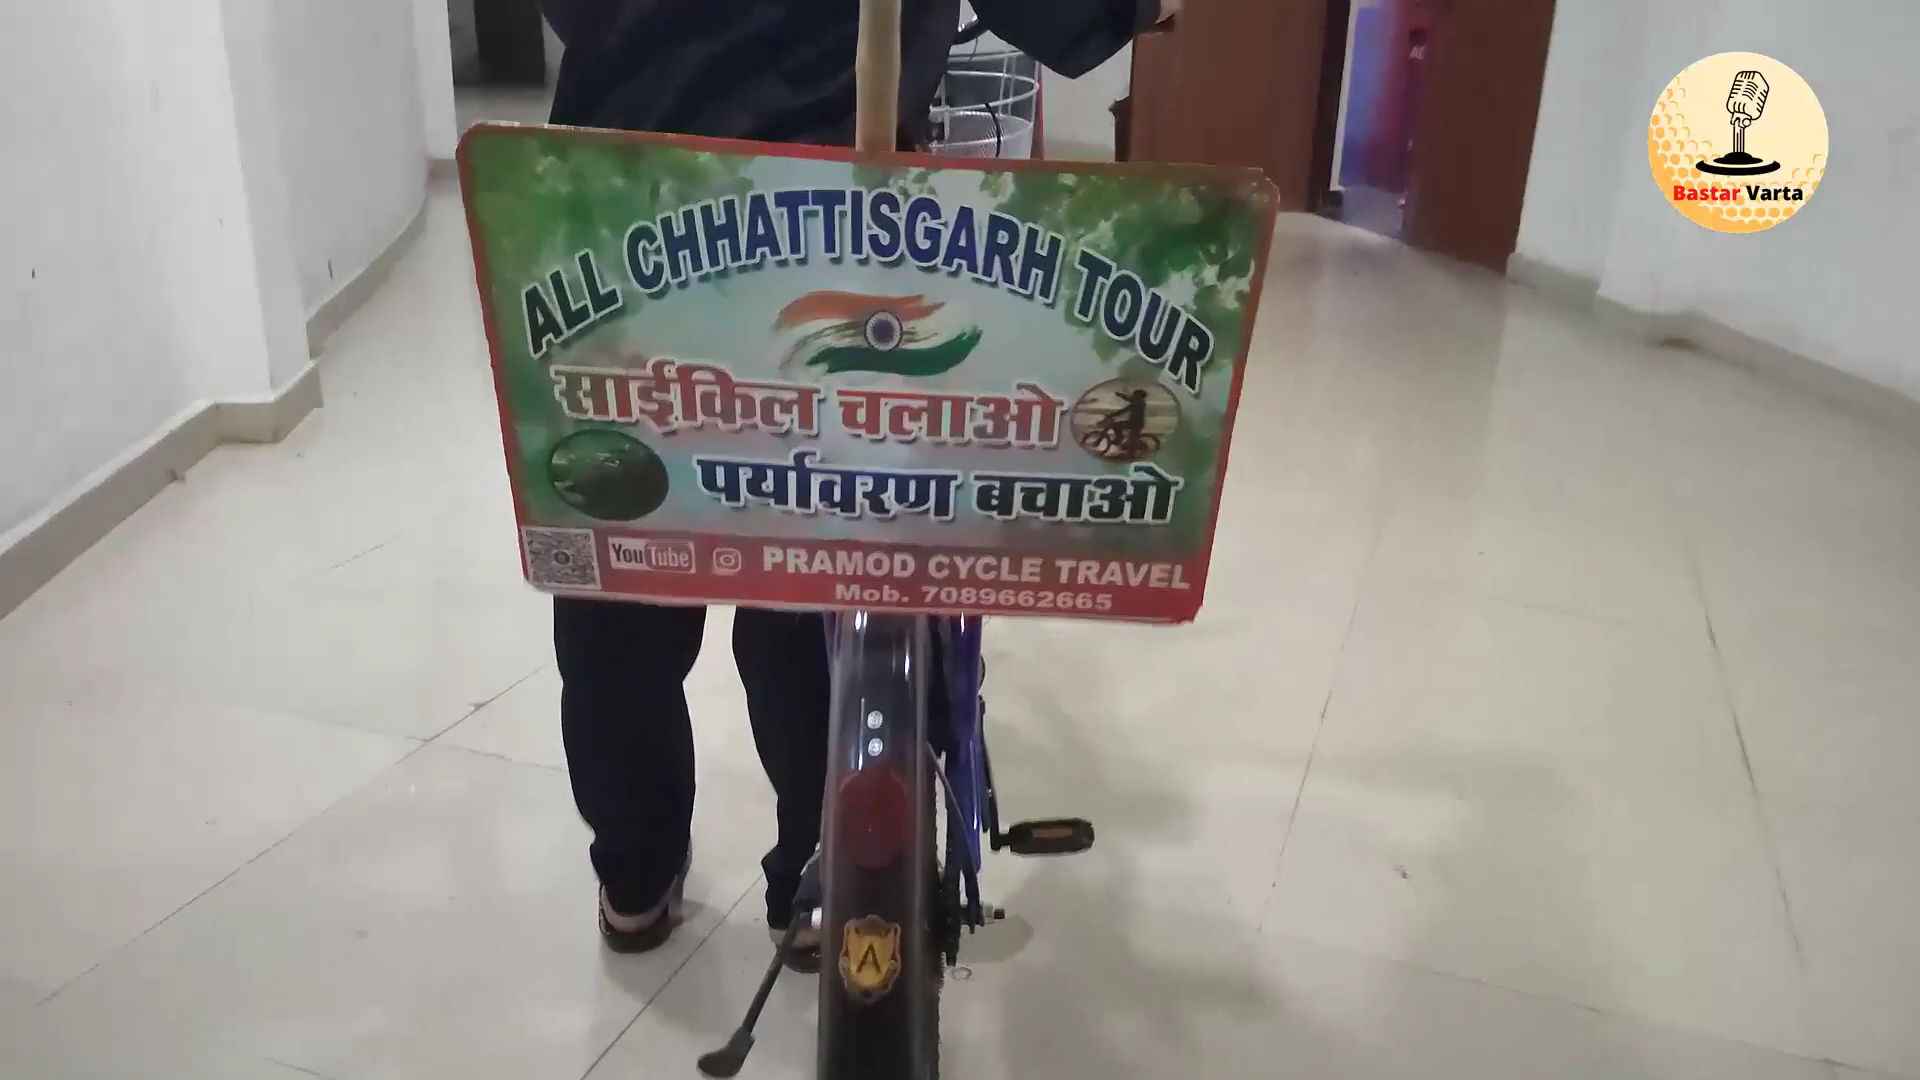 ALL CHHATTISGARH TOUR
साईकिल चलाओ
पर्यावरण बचाओ
YouTube PRAMOD CYCLE TRAVEL
Mob. 7089662665
A
Bastar Varta